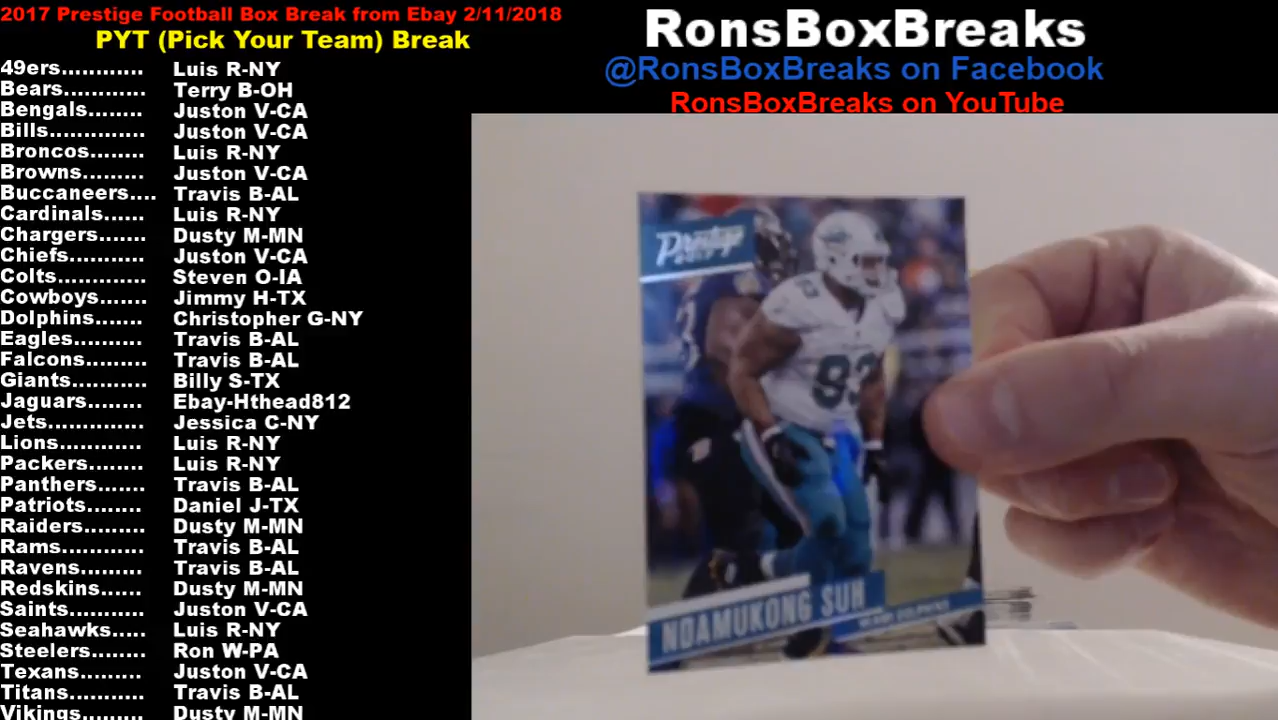 2017 Prestige Football Box Break from Ebay 2/11/2018
PYT (Pick Your Team) Break
49ers............ Luis R-NY
Bears............ Terry B-OH
Bengals........ Juston V-CA
Bills.............. Juston V-CA
Broncos........ Luis R-NY
Browns......... Juston V-CA
Buccaneers.... Travis B-AL
Cardinals...... Luis R-NY
Chargers....... Dusty M-MN
Chiefs........... Juston V-CA
Colts............. Steven O-IA
Cowboys....... Jimmy H-TX
Dolphins....... Christopher G-NY
Eagles.......... Travis B-AL
Falcons......... Travis B-AL
Giants........... Billy S-TX
Jaguars........ Ebay-Hthead812
Jets.............. Jessica C-NY
Lions............ Luis R-NY
Packers........ Luis R-NY
Panthers....... Travis B-AL
Patriots........ Daniel J-TX
Raiders......... Dusty M-MN
Rams............ Travis B-AL
Ravens......... Travis B-AL
Redskins...... Dusty M-MN
Saints........... Juston V-CA
Seahawks..... Luis R-NY
Steelers........ Ron W-PA
Texans......... Juston V-CA
Titans........... Travis B-AL
Vikings......... Dusty M-MN
RonsBoxBreaks
@RonsBoxBreaks on Facebook
RonsBoxBreaks on YouTube
Prestige
93
NDAMUKONG SUH
MIAMI DOLPHINS